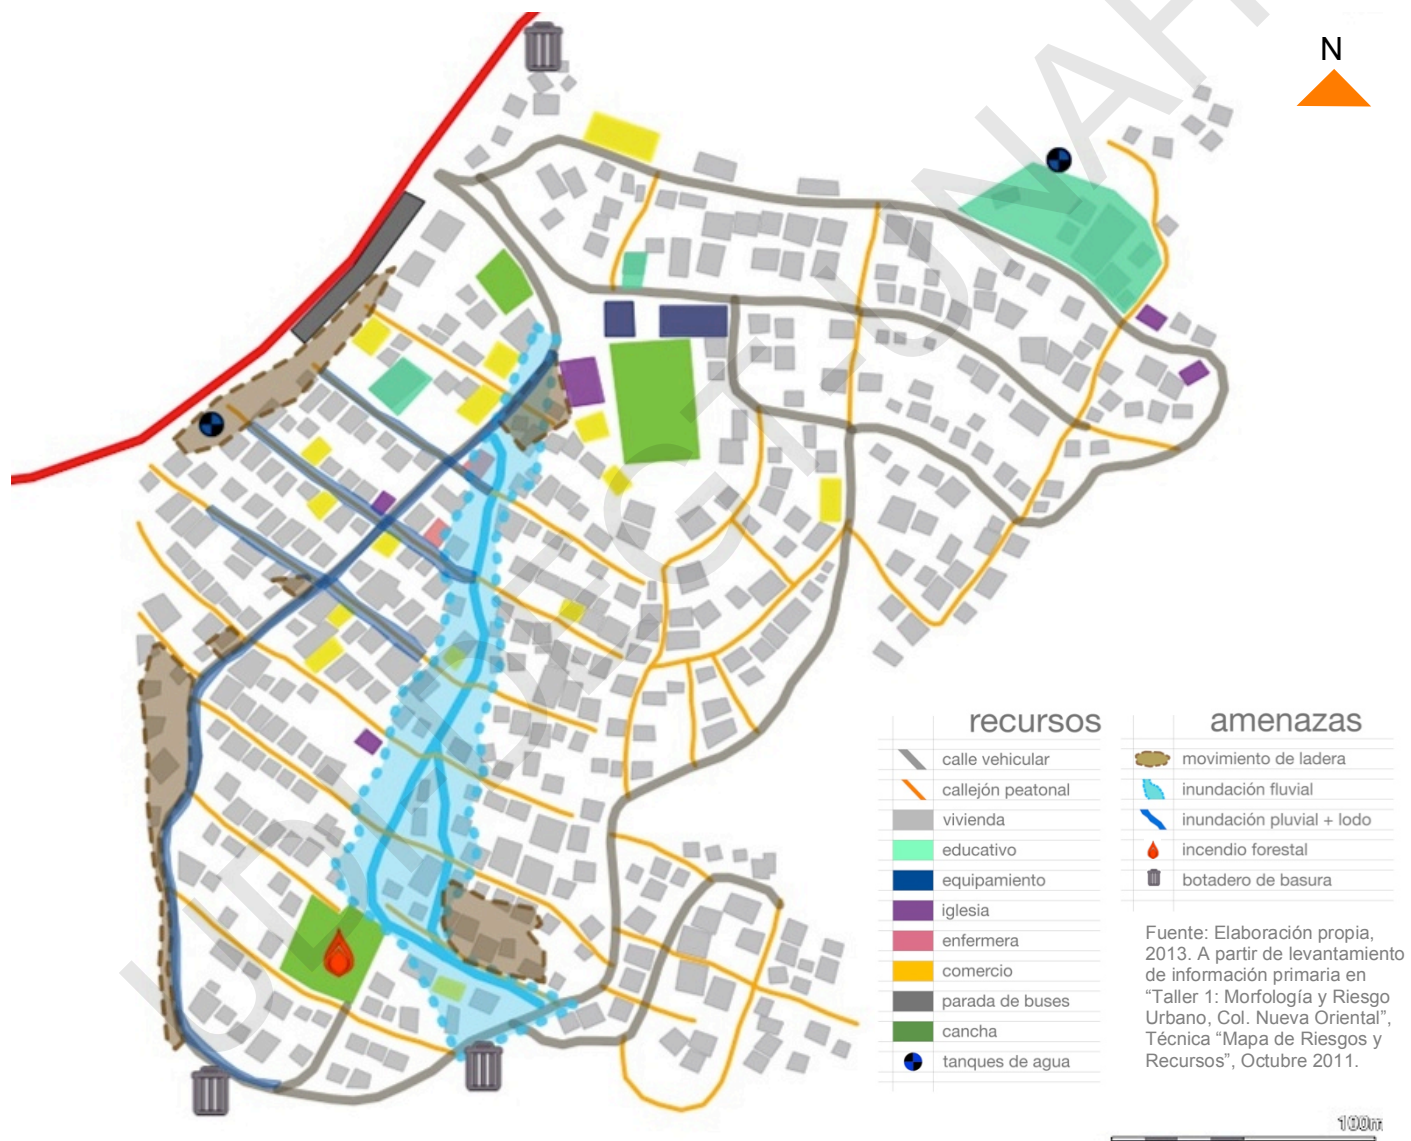 N
recursos
calle vehicular
callejón peatonal
vivienda
educativo
equipamiento
iglesia
enfermera
comercio
parada de buses
cancha
tanques de agua
amenazas
movimiento de ladera
inundación fluvial
inundación pluvial + lodo
incendio forestal
botadero de basura
Fuente: Elaboración propia,
2013. A partir de levantamiento
de información primaria en
“Taller 1: Morfología y Riesgo
Urbano, Col. Nueva Oriental”,
Técnica “Mapa de Riesgos y
Recursos”, Octubre 2011.
100m